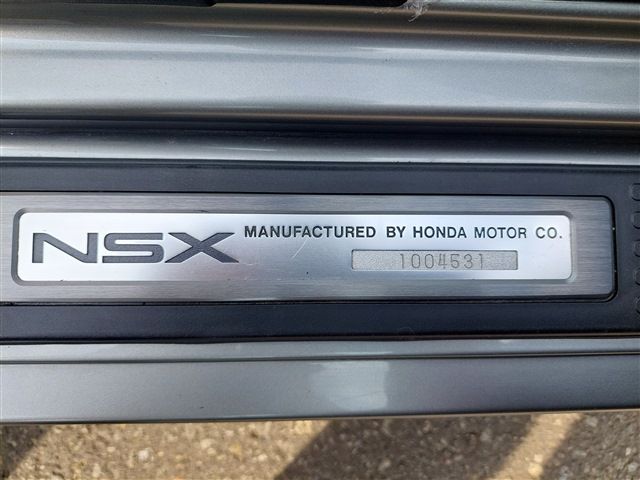 NSX MANUFACTURED BY HONDA MOTOR CO.
1004531